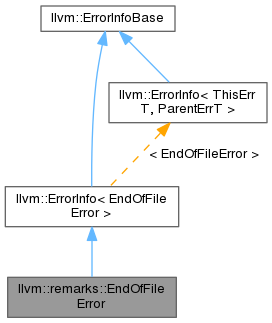 llvm::ErrorInfoBase
llvm::ErrorInfo< ThisErr
T, ParentErrT >
< EndOfFileError >
llvm::ErrorInfo< EndOfFile
Error >
llvm::remarks::EndOfFile
Error